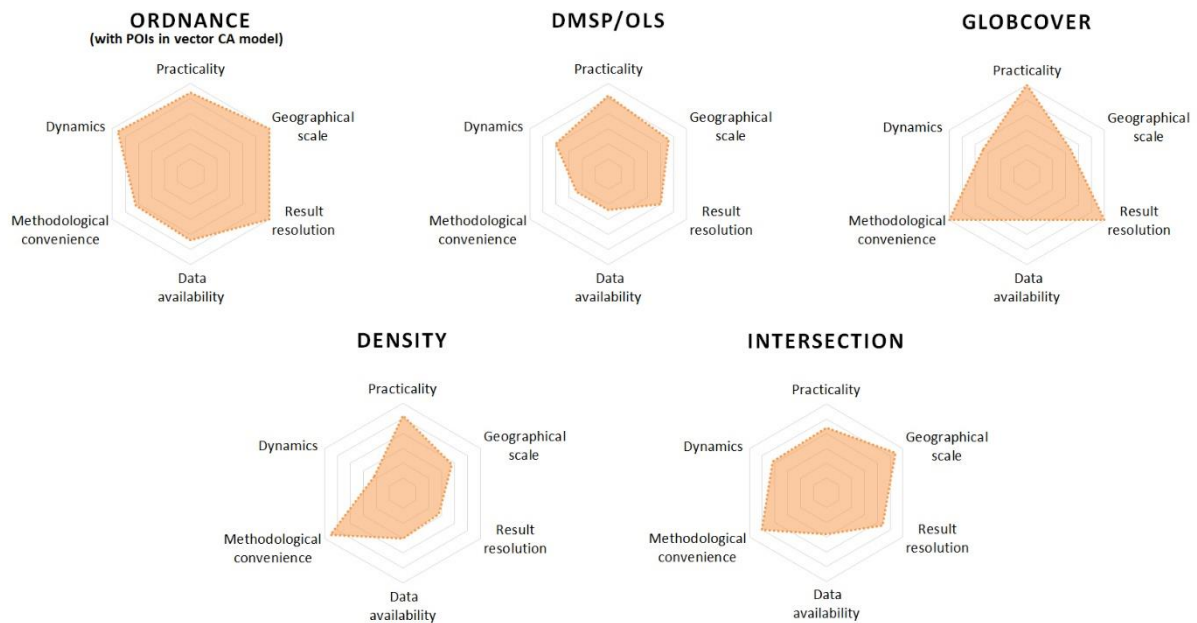 ORDNANCE
(with POIs in vector CA model)
Practicality
Geographical
scale
Result
resolution
Data
availability
Methodological
convenience
Dynamics
DMSP/OLS
Practicality
Geographical
scale
Result
resolution
Data
availability
Methodological
convenience
Dynamics
GLOBCOVER
Practicality
Geographical
scale
Result
resolution
Data
availability
Methodological
convenience
Dynamics
DENSITY
Practicality
Geographical
scale
Result
resolution
Data
availability
Methodological
convenience
Dynamics
INTERSECTION
Practicality
Geographical
scale
Result
resolution
Data
availability
Methodological
convenience
Dynamics